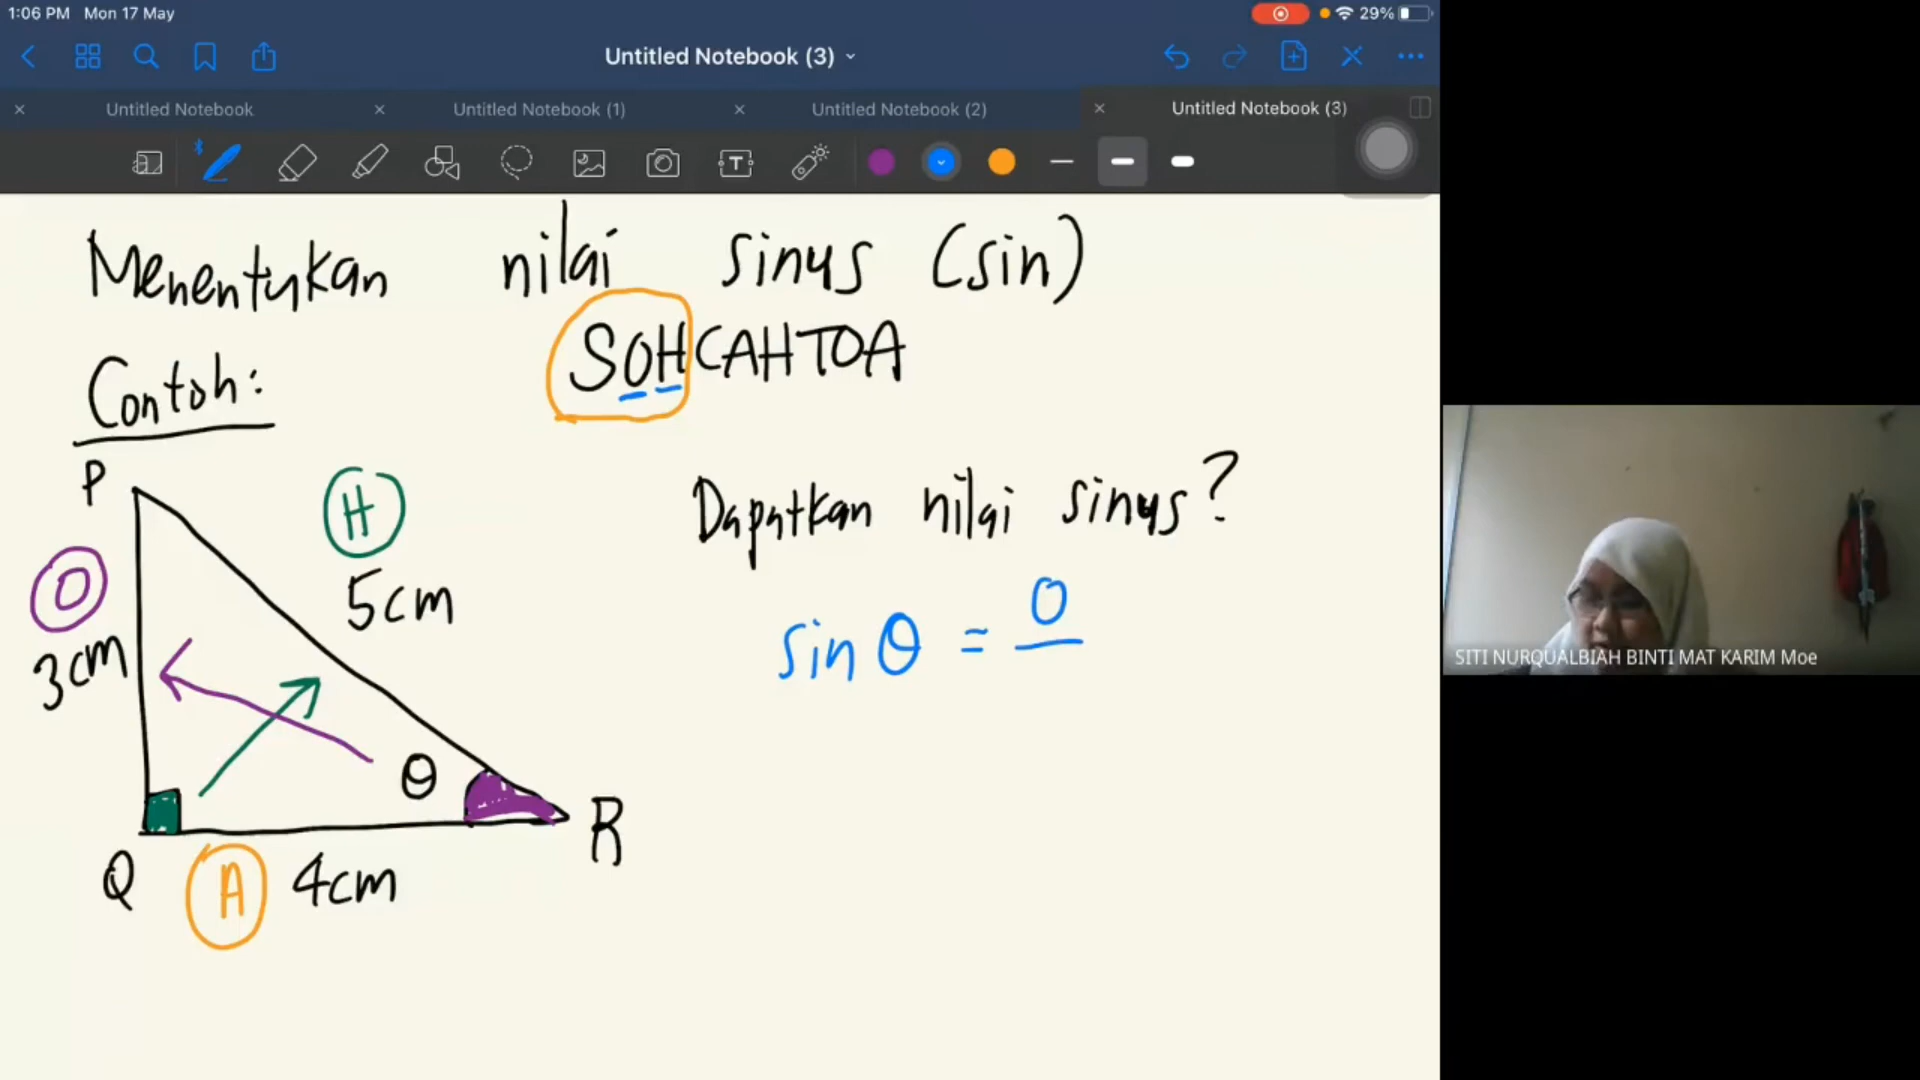 1:06 PM Mon 17 May
29%
Untitled Notebook (3)
Untitled Notebook
Untitled Notebook (1)
Untitled Notebook (2)
Untitled Notebook (3)
T
Menentukan nilai sinus (sin)
SOHCAHTOA
Contoh:
P
H
Dapatkan nilai sinus?
O
5cm
sin θ = O
3cm
θ
R
Q
A
4cm
SITI NURQUALBIAH BINTI MAT KARIM Moe